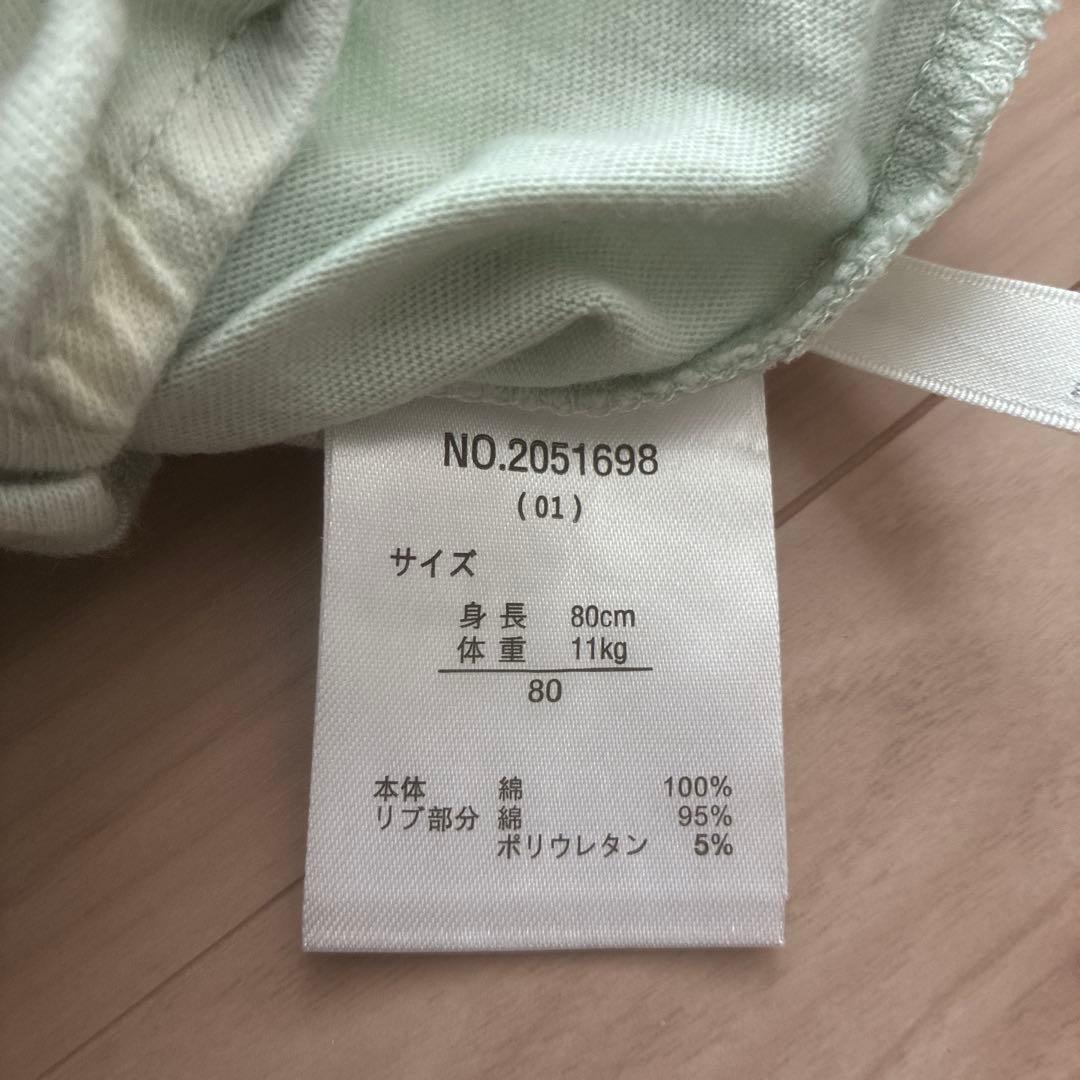 NO.2051698
(01)
サイズ
身長 80cm
体重 11kg
80
本体 綿 100%
リブ部分 綿 95%
ポリウレタン 5%